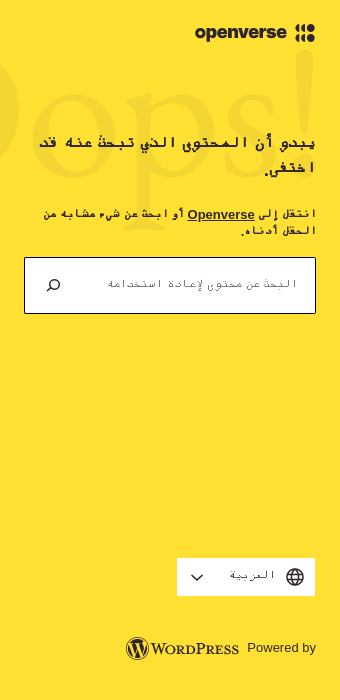 openverse
Oops!
يبدو أن المحتوى الذي تبحث عنه قد
اختفى.
انتقل إلى Openverse أو ابحث عن شيء مشابه من
الحقل أدناه.
البحث عن محتوى لإعادة استخدامه
العربية
Powered by WORDPRESS